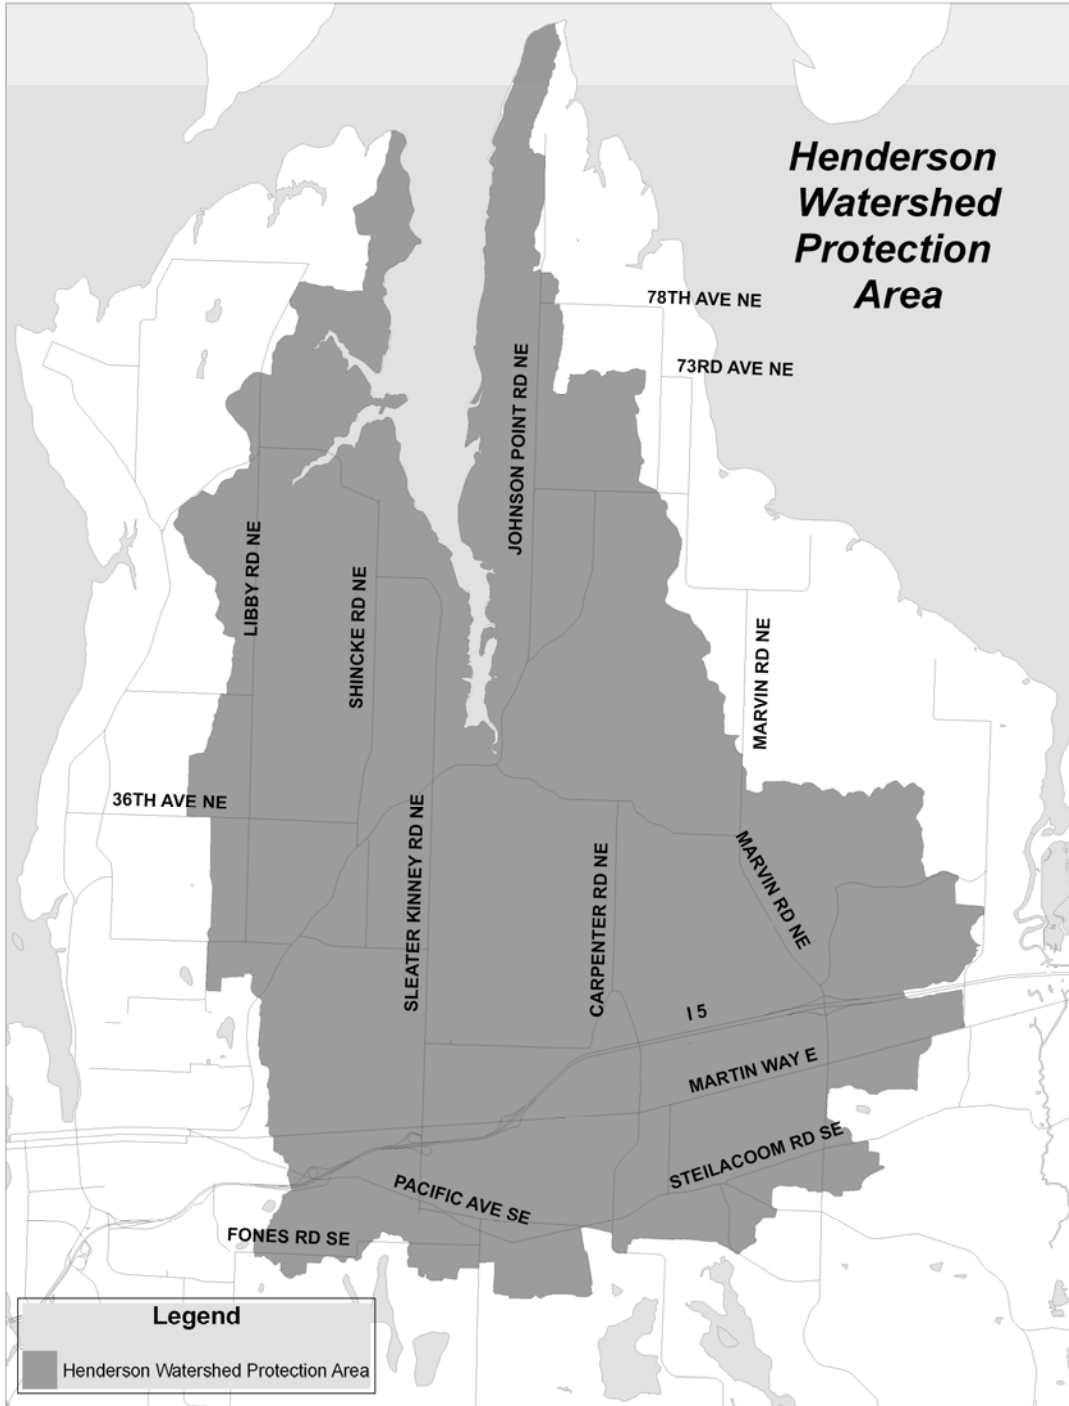 Henderson
Watershed
Protection
Area
78TH AVE NE
73RD AVE NE
JOHNSON POINT RD NE
LIBBY RD NE
SHINCKE RD NE
MARVIN RD NE
36TH AVE NE
SLEATER KINNEY RD NE
CARPENTER RD NE
MARVIN RD NE
I 5
MARTIN WAY E
STEILACOOM RD SE
PACIFIC AVE SE
FONES RD SE
Legend
Henderson Watershed Protection Area